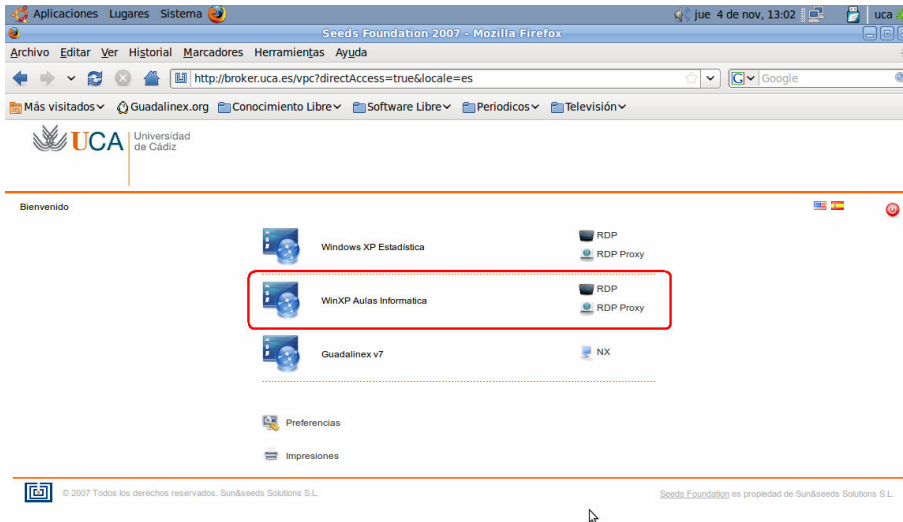 Aplicaciones Lugares Sistema jue 4 de nov, 13:02 uca
Seeds Foundation 2007 - Mozilla Firefox
Archivo Editar Ver Historial Marcadores Herramientas Ayuda
http://broker.uca.es/vpc?directAccess=true&locale=es Google
Más visitados Guadalinex.org Conocimiento Libre Software Libre Periodicos Televisión
UCA Universidad
de Cádiz
Bienvenido
Windows XP Estadística
RDP
RDP Proxy
WinXP Aulas Informatica
RDP
RDP Proxy
Guadalinex v7 NX
Preferencias
Impresiones
© 2007 Todos los derechos reservados. Sun&seeds Solutions S.L. Seeds Foundation es propiedad de Sun&seeds Solutions S.L.